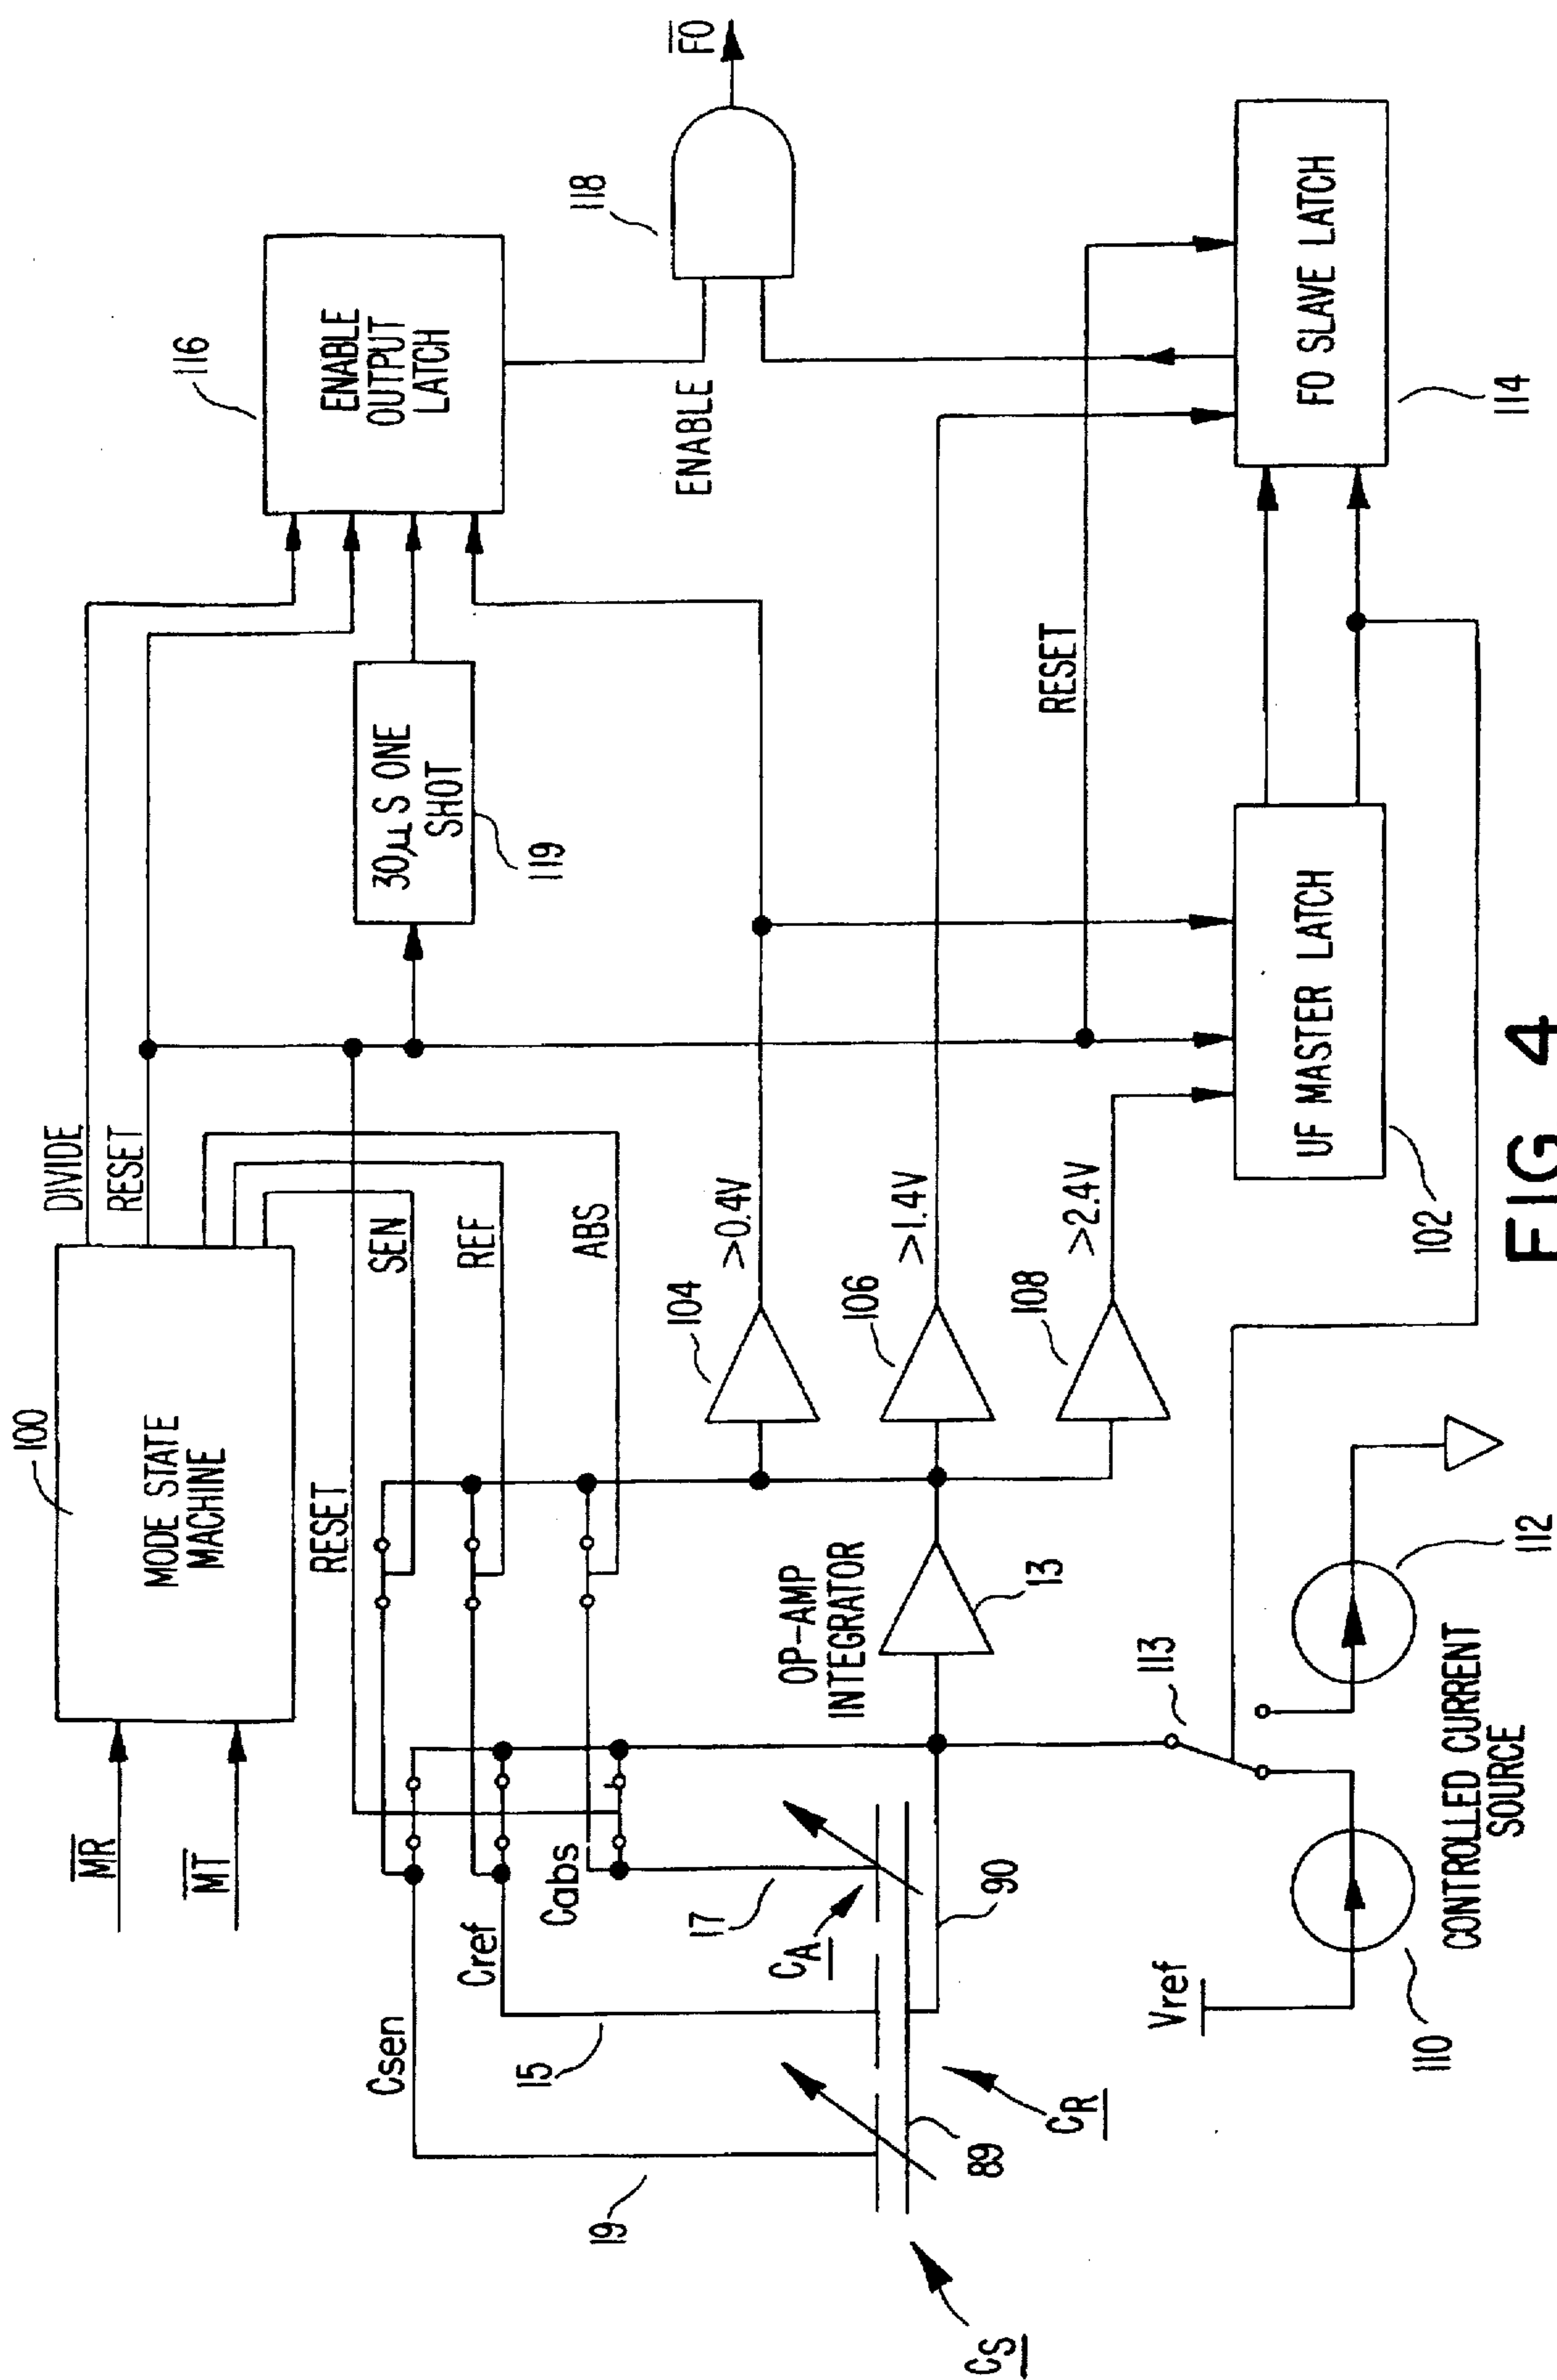 100
MODE STATE
MACHINE
M̅R̅
M̅T̅
DIVIDE
RESET
116
ENABLE
OUTPUT
LATCH
30μS ONE
SHOT
119
118
F̅O̅
ENABLE
RESET
SEN
REF
ABS
Csen
Cref
Cabs
19
15
17
CA
CR
CS
89
90
OP-AMP
INTEGRATOR
13
104
>0.4V
106
>1.4V
108
>2.4V
RESET
UF MASTER LATCH
102
FO SLAVE LATCH
114
113
Vref
110
112
CONTROLLED CURRENT
SOURCE
FIG 4